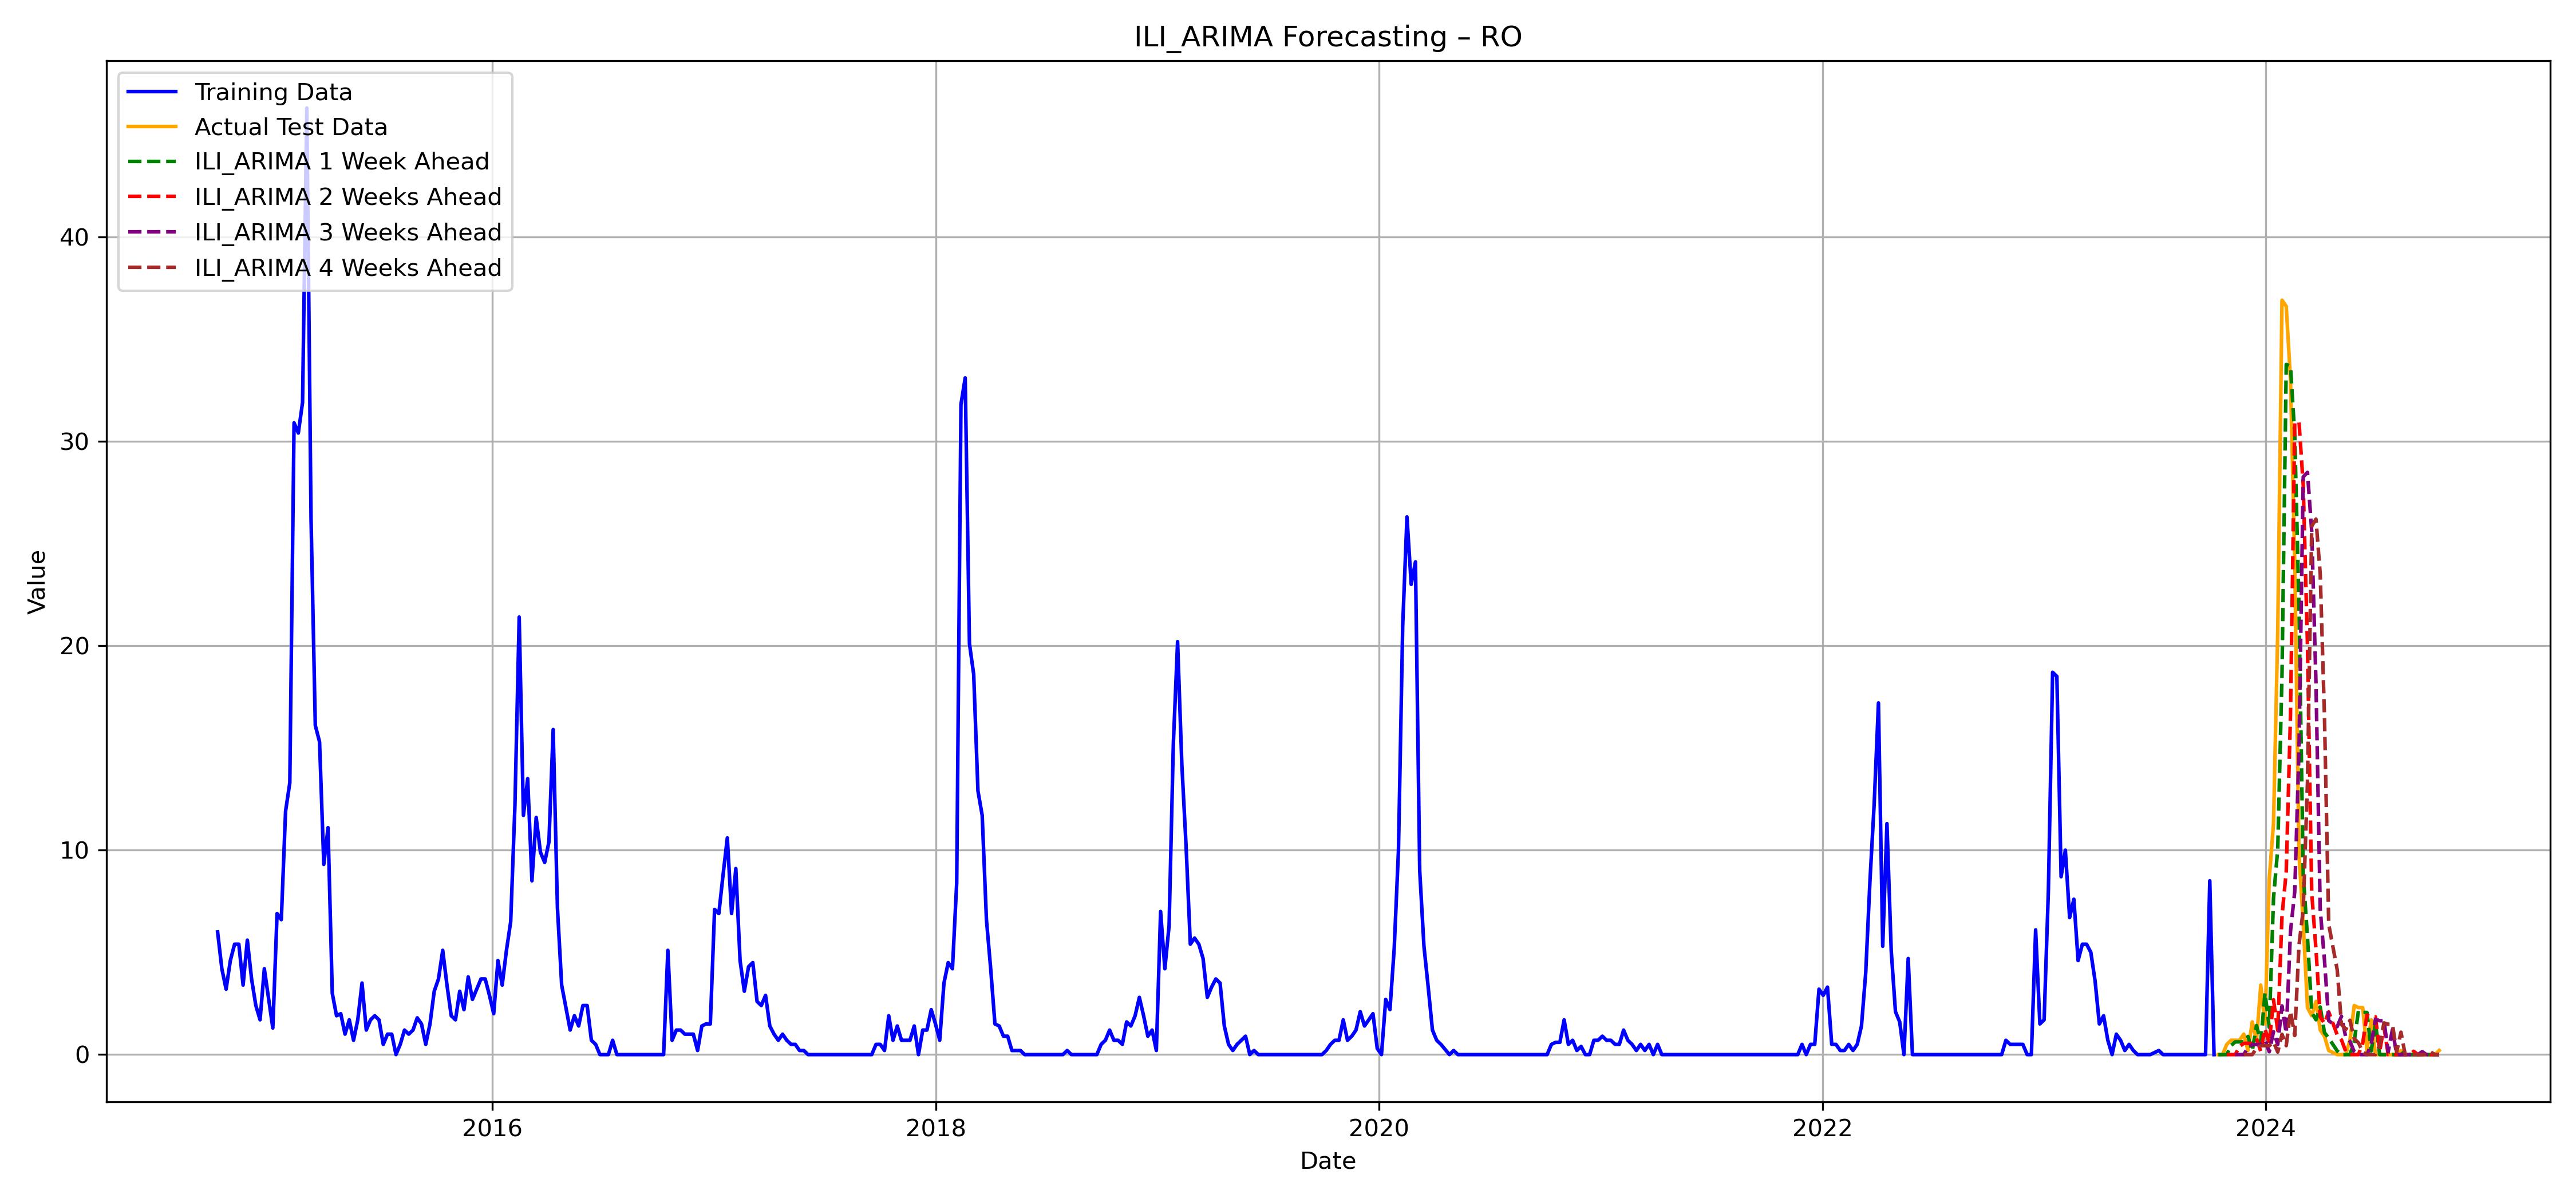 ILI_ARIMA Forecasting – RO
Training Data
Actual Test Data
ILI_ARIMA 1 Week Ahead
ILI_ARIMA 2 Weeks Ahead
ILI_ARIMA 3 Weeks Ahead
ILI_ARIMA 4 Weeks Ahead
40
30
20
10
0
Value
2016
2018
2020
2022
2024
Date